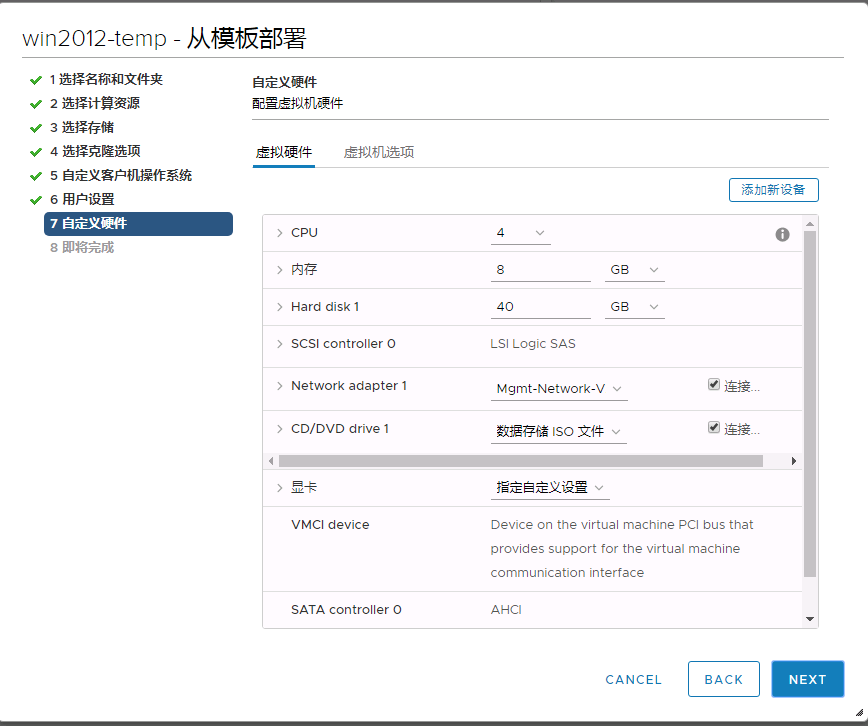 win2012-temp - 从模板部署
1 选择名称和文件夹
2 选择计算资源
3 选择存储
4 选择克隆选项
5 自定义客户机操作系统
6 用户设置
7 自定义硬件
8 即将完成
自定义硬件
配置虚拟机硬件
虚拟硬件 虚拟机选项
添加新设备
CPU 4
内存 8 GB
Hard disk 1 40 GB
SCSI controller 0 LSI Logic SAS
Network adapter 1 Mgmt-Network-V 连接...
CD/DVD drive 1 数据存储 ISO 文件 连接...
显卡 指定自定义设置
VMCI device Device on the virtual machine PCI bus that
provides support for the virtual machine
communication interface
SATA controller 0 AHCI
CANCEL BACK NEXT